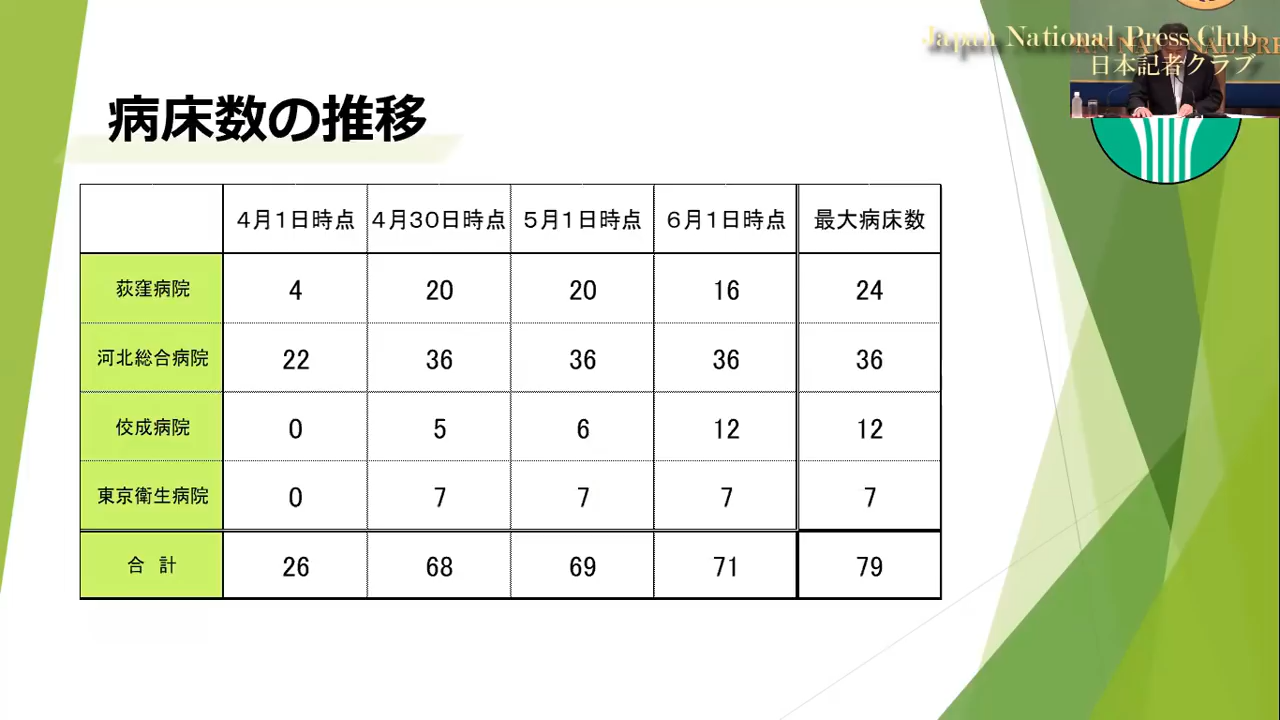 Japan National Press Club
日本記者クラブ
病床数の推移
4月1日時点 4月30日時点 5月1日時点 6月1日時点 最大病床数
荻窪病院 4 20 20 16 24
河北総合病院 22 36 36 36 36
佼成病院 0 5 6 12 12
東京衛生病院 0 7 7 7 7
合 計 26 68 69 71 79